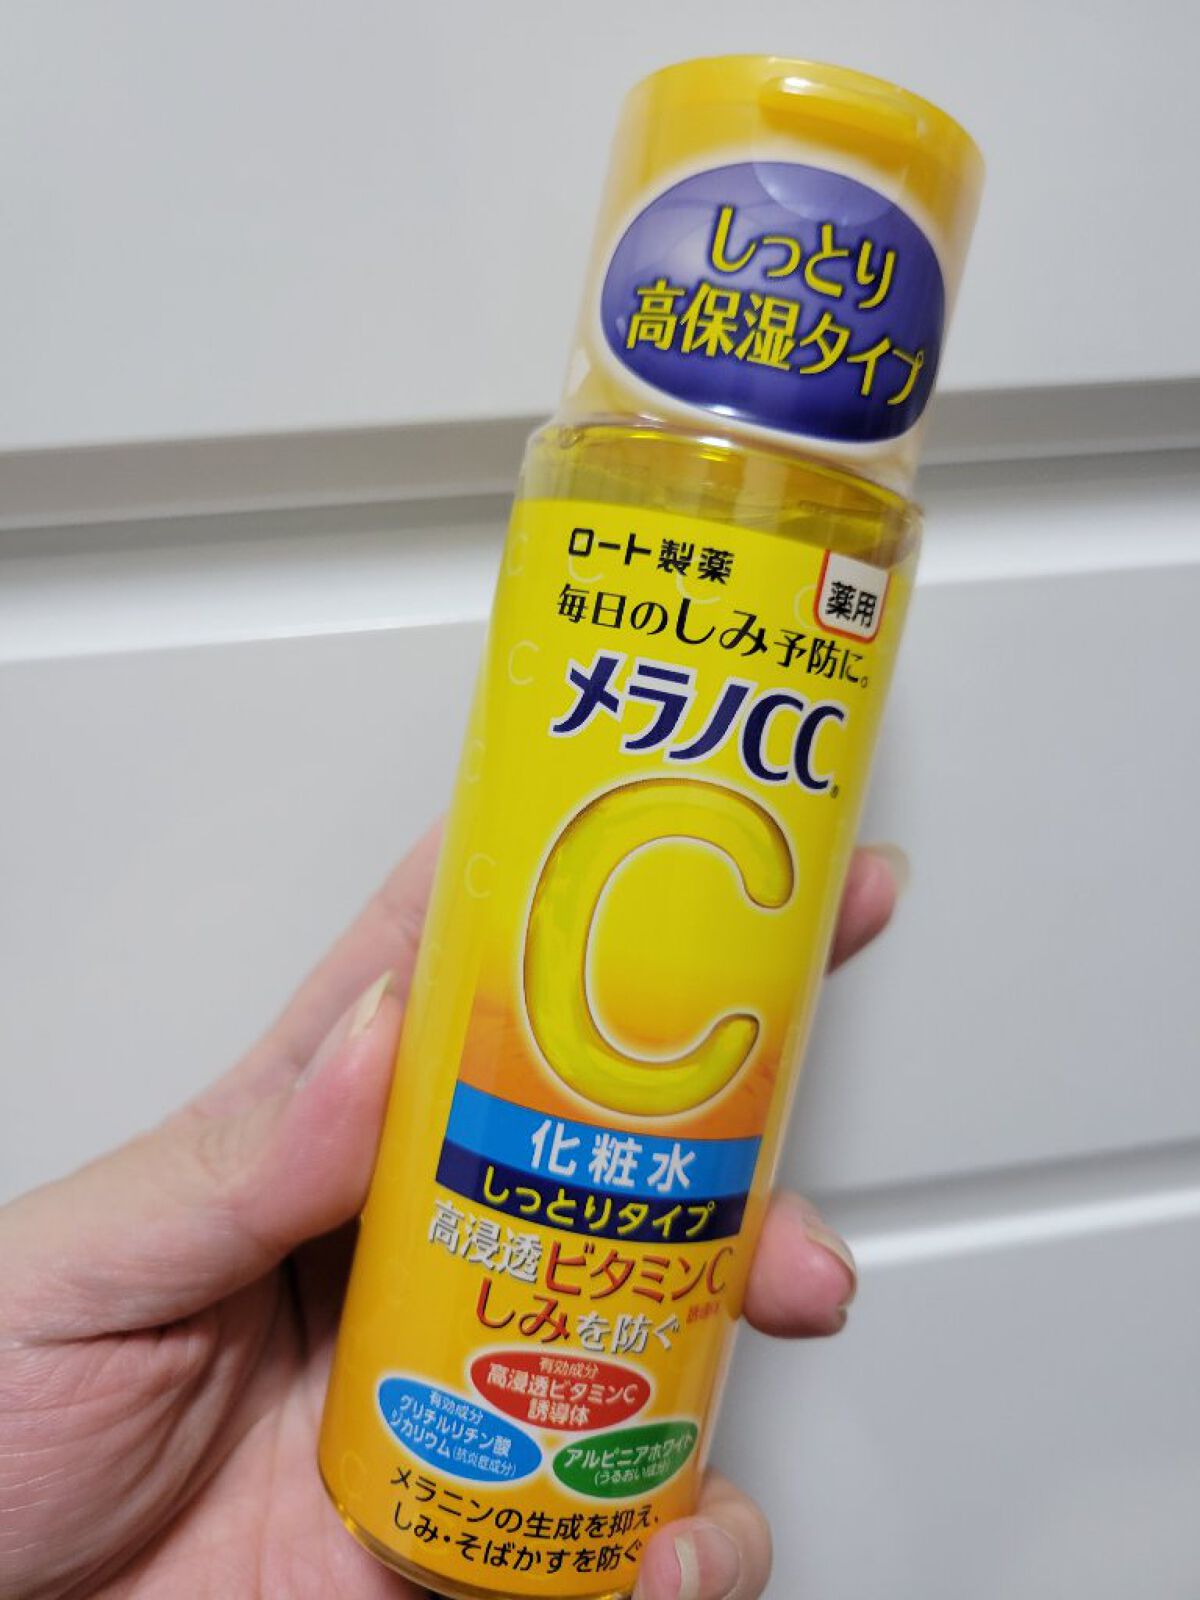 しっとり
高保湿タイプ
ロート製薬
薬用
毎日のしみ予防に。
メラノCC®
C
化粧水
しっとりタイプ
高浸透ビタミンC
誘導体
しみを防ぐ
有効成分
高浸透ビタミンC
誘導体
有効成分
グリチルリチン酸
ジカリウム(抗炎症成分)
アルピニアホワイト
(うるおい成分)
メラニンの生成を抑え、
しみ・そばかすを防ぐ